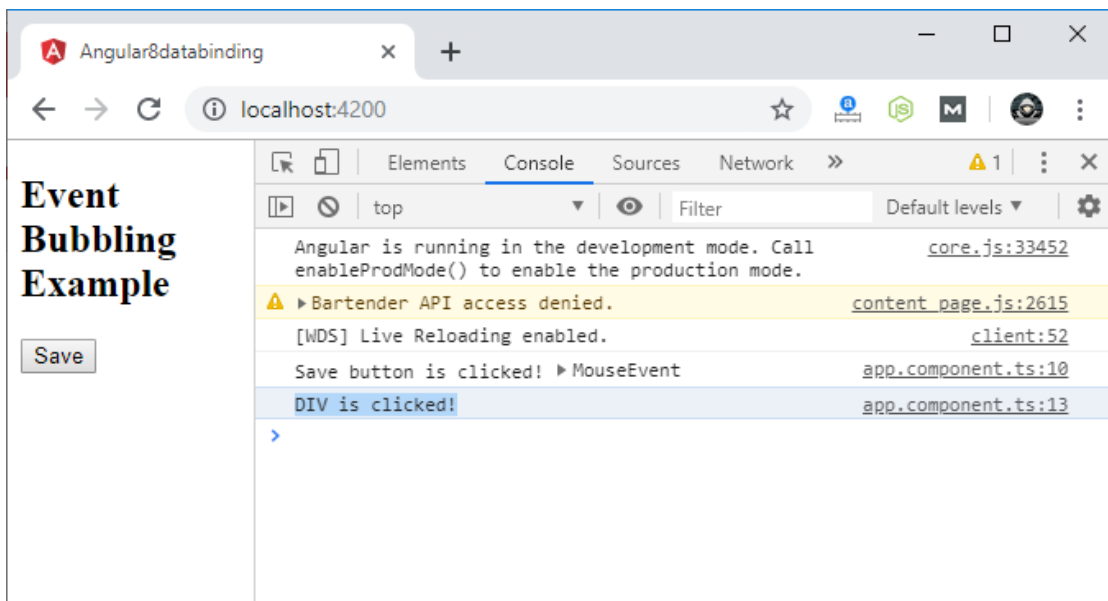 Angular8databinding
localhost:4200
Event
Bubbling
Example
Save
Elements Console Sources Network » 1
top Filter Default levels
Angular is running in the development mode. Call core.js:33452
enableProdMode() to enable the production mode.
Bartender API access denied. content page.js:2615
[WDS] Live Reloading enabled. client:52
Save button is clicked! MouseEvent app.component.ts:10
DIV is clicked! app.component.ts:13